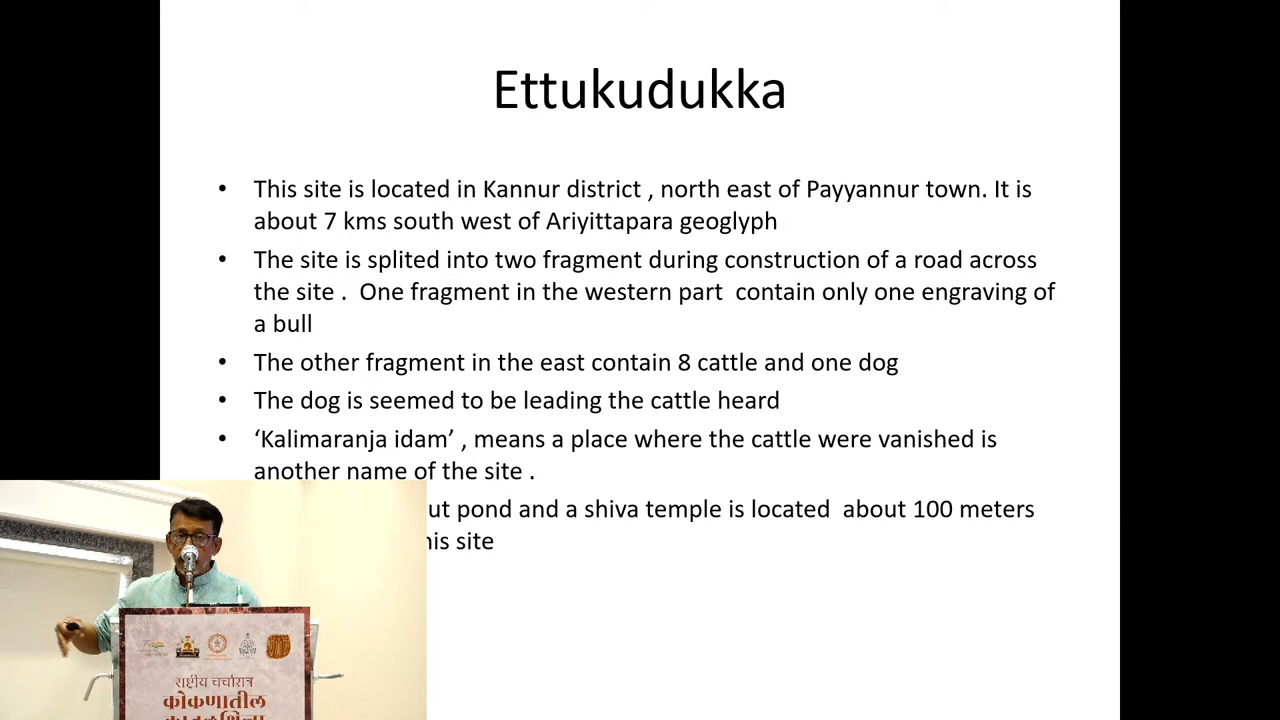 Ettukudukka
• This site is located in Kannur district , north east of Payyannur town. It is
about 7 kms south west of Ariyittapara geoglyph
• The site is splited into two fragment during construction of a road across
the site .  One fragment in the western part  contain only one engraving of
a bull
• The other fragment in the east contain 8 cattle and one dog
• The dog is seemed to be leading the cattle heard
• ‘Kalimaranja idam’ , means a place where the cattle were vanished is
another name of the site .
pond and a shiva temple is located  about 100 meters
site
राष्ट्रीय चर्चासत्र
कोकणातील